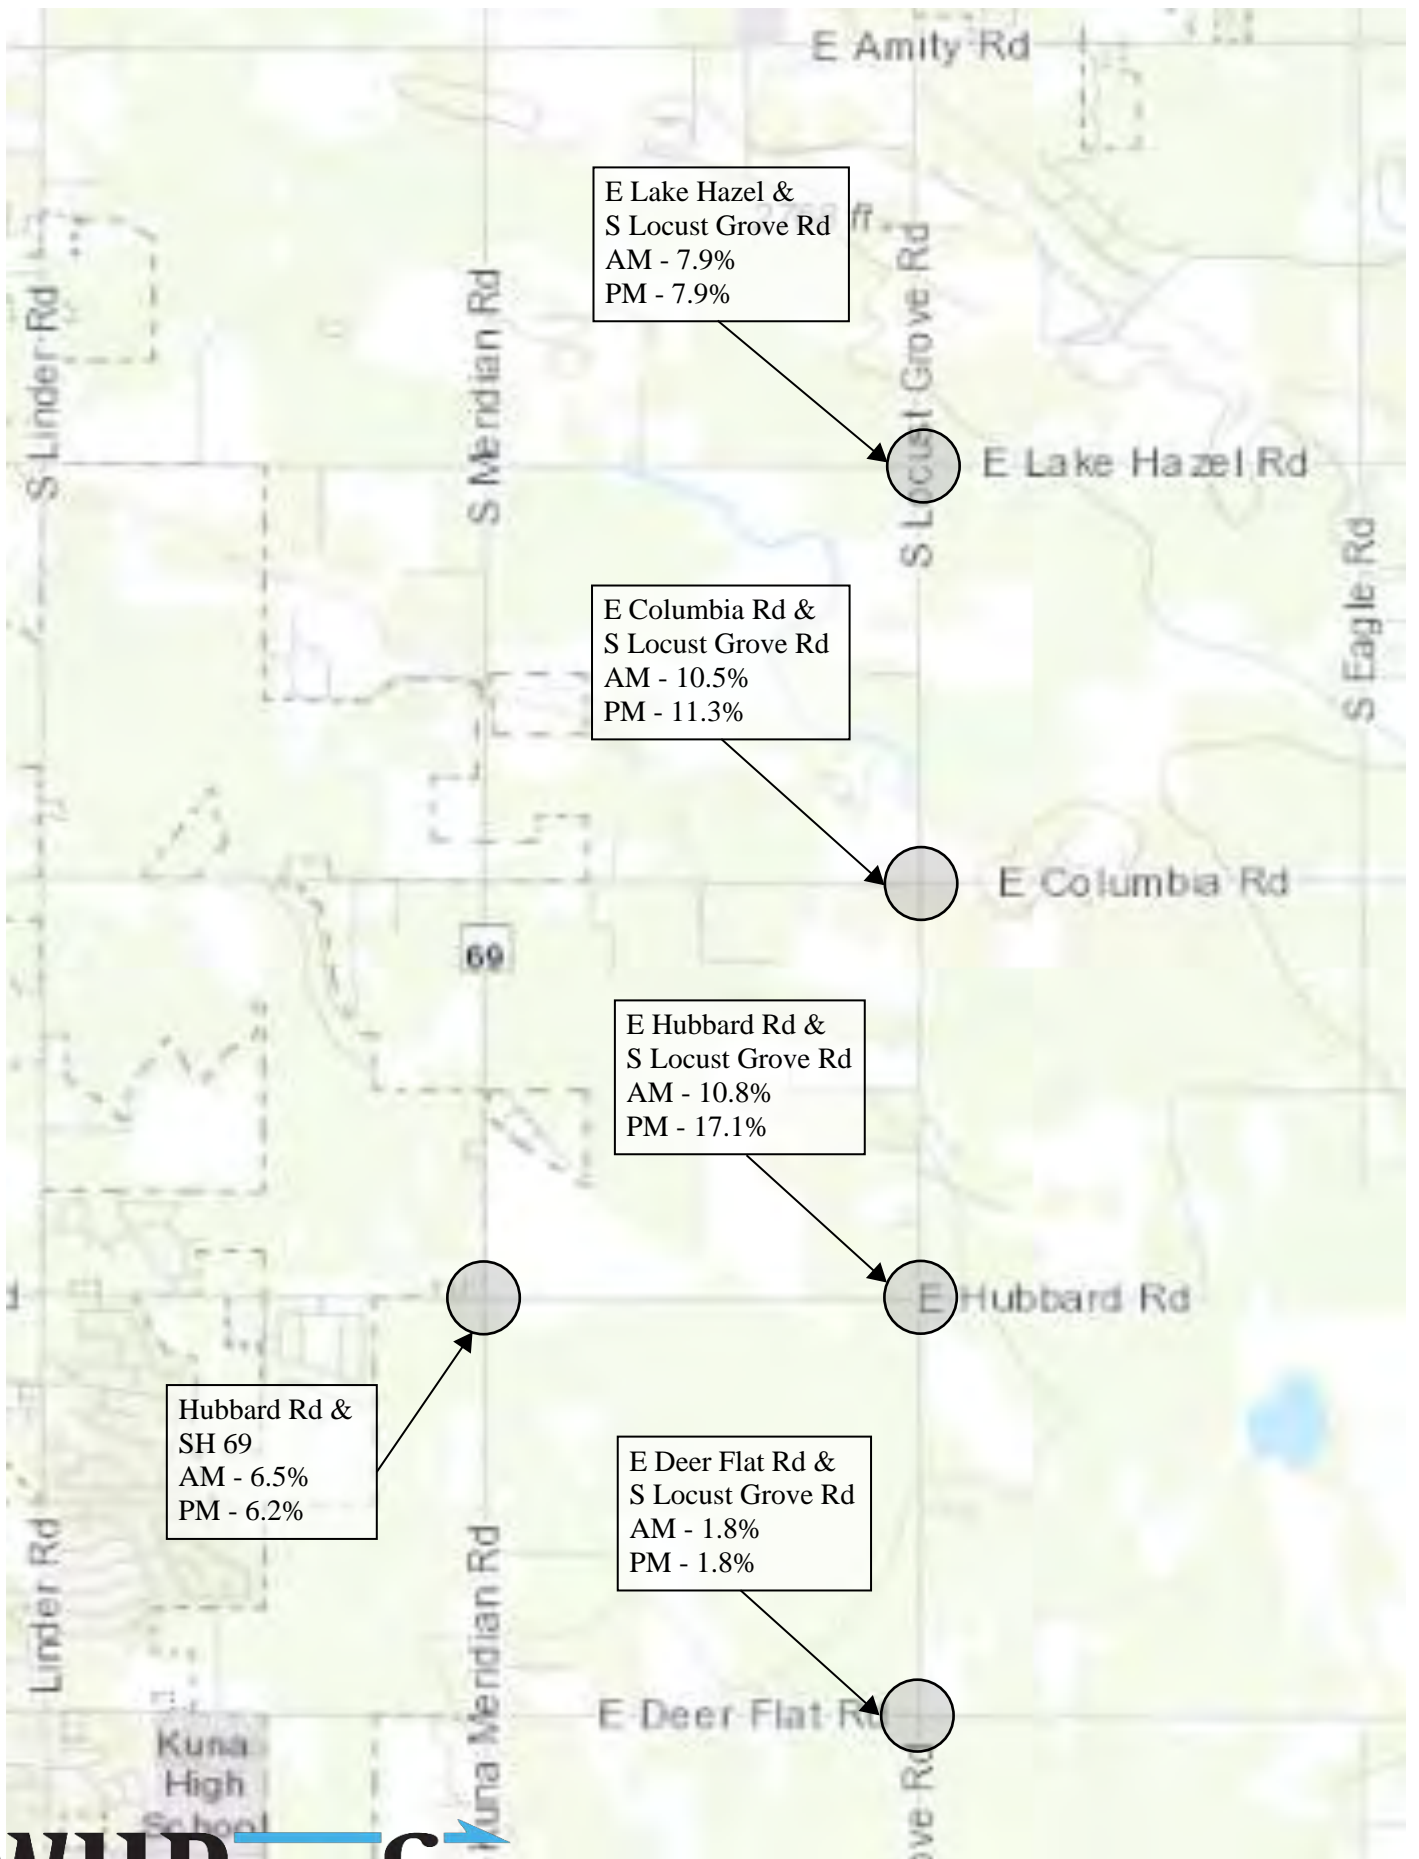 E Amity Rd
E Lake Hazel &
S Locust Grove Rd
AM - 7.9%
PM - 7.9%
ft
S Linder Rd
S Meridian Rd
S Locust Grove Rd
E Lake Hazel Rd
S Eagle Rd
E Columbia Rd &
S Locust Grove Rd
AM - 10.5%
PM - 11.3%
E Columbia Rd
69
E Hubbard Rd &
S Locust Grove Rd
AM - 10.8%
PM - 17.1%
E Hubbard Rd
Hubbard Rd &
SH 69
AM - 6.5%
PM - 6.2%
E Deer Flat Rd &
S Locust Grove Rd
AM - 1.8%
PM - 1.8%
Linder Rd
Kuna Meridian Rd
E Deer Flat Rd
ove Rd
Kuna
High
School